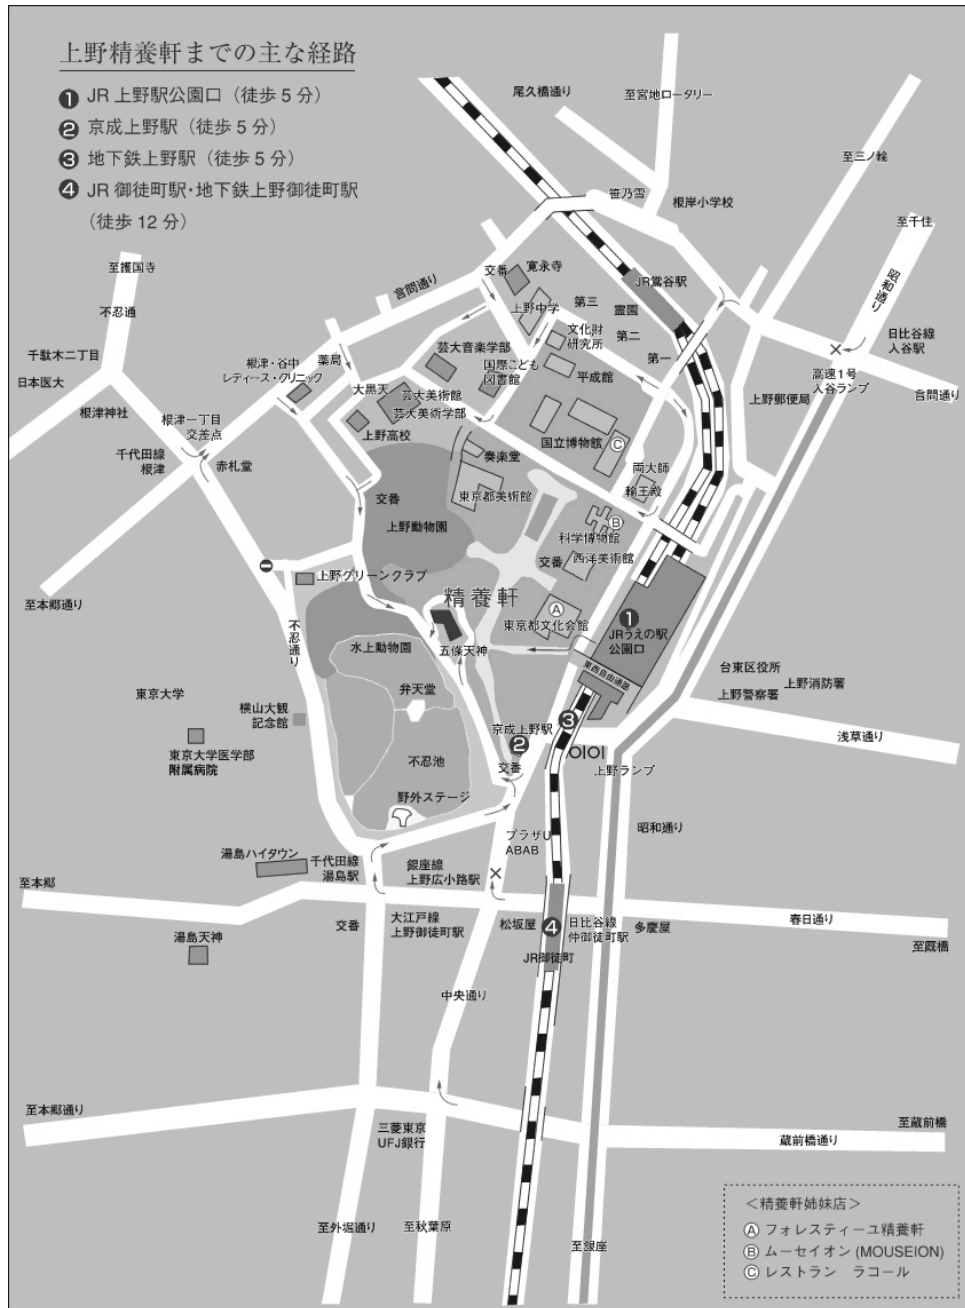 上野精養軒までの主な経路
❶ JR 上野駅公園口（徒歩 5 分）
❷ 京成上野駅（徒歩 5 分）
❸ 地下鉄上野駅（徒歩 5 分）
❹ JR 御徒町駅・地下鉄上野御徒町駅
（徒歩 12 分）
尾久橋通り
至宮地ロータリー
至三ノ輪
笹乃雪
根岸小学校
至千住
昭和通り
至護国寺
不忍通
言問通り
交番
寛永寺
JR鶯谷駅
上野中学
第三
霊園
第二
第一
文化財
研究所
日比谷線
入谷駅
千駄木二丁目
日本医大
根津・谷中
レディース・クリニック
薬局
芸大音楽学部
国際こども
図書館
平成館
高速1号
入谷ランプ
言問通り
大黒天
芸大美術館
芸大美術学部
上野郵便局
根津神社
根津一丁目
交差点
上野高校
国立博物館
Ⓒ
千代田線
根津
赤札堂
奏楽堂
両大師
輪王殿
交番
東京都美術館
上野動物園
Ⓑ
科学博物館
交番
西洋美術館
上野グリーンクラブ
精養軒
Ⓐ
東京都文化会館
❶
JRうえの駅
公園口
至本郷通り
不忍通り
水上動物園
五條天神
東西自由通路
台東区役所
上野警察署
上野消防署
東京大学
弁天堂
横山大観
記念館
京成上野駅
❷
❸
浅草通り
東京大学医学部
附属病院
不忍池
交番
OIOI
上野ランプ
野外ステージ
プラザU
ABAB
昭和通り
湯島ハイタウン
千代田線
湯島駅
銀座線
上野広小路駅
至本郷
交番
大江戸線
上野御徒町駅
松坂屋
❹
日比谷線
仲御徒町駅
多慶屋
春日通り
至厩橋
湯島天神
JR御徒町
中央通り
至本郷通り
三菱東京
UFJ銀行
至蔵前橋
蔵前橋通り
至外堀通り
至秋葉原
至銀座
＜精養軒姉妹店＞
Ⓐ フォレスティーユ精養軒
Ⓑ ムーセイオン (MOUSEION)
Ⓒ レストラン　ラコール